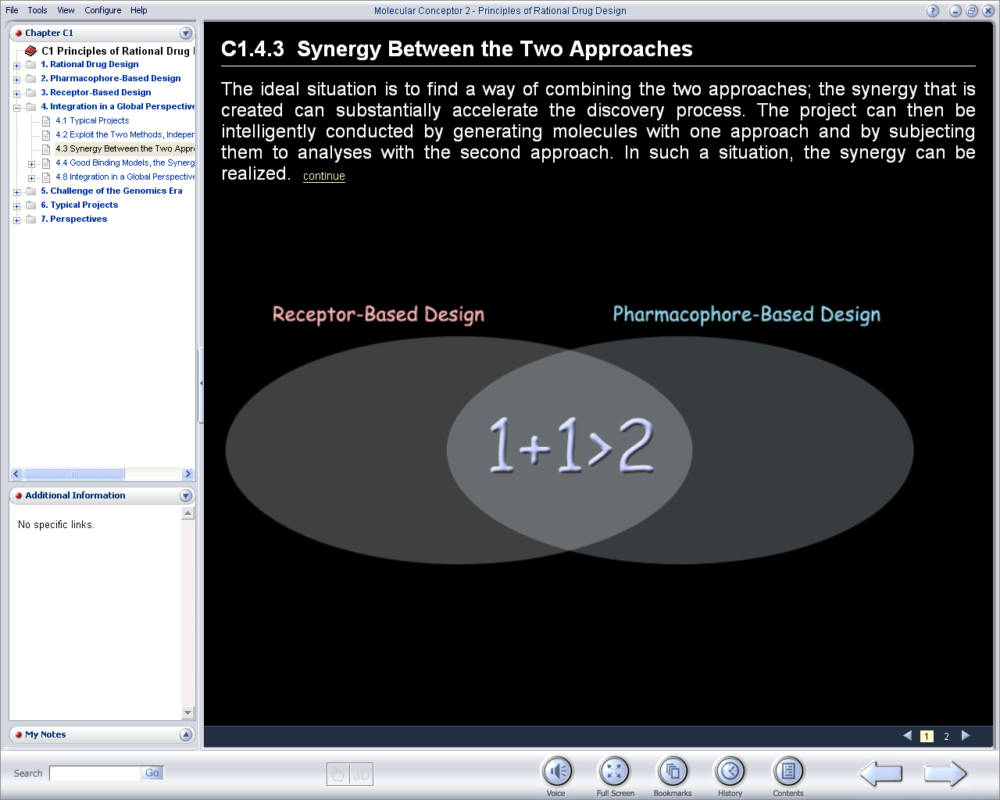 File Tools View Configure Help
Molecular Conceptor 2 - Principles of Rational Drug Design
?
Chapter C1
C1 Principles of Rational Drug
1. Rational Drug Design
2. Pharmacophore-Based Design
3. Receptor-Based Design
4. Integration in a Global Perspective
4.1 Typical Projects
4.2 Exploit the Two Methods, Indeper
4.3 Synergy Between the Two Appr
4.4 Good Binding Models, the Synerg
4.8 Integration in a Global Perspective
5. Challenge of the Genomics Era
6. Typical Projects
7. Perspectives
Additional Information
No specific links.
My Notes
C1.4.3 Synergy Between the Two Approaches
The ideal situation is to find a way of combining the two approaches; the synergy that is
created can substantially accelerate the discovery process. The project can then be
intelligently conducted by generating molecules with one approach and by subjecting
them to analyses with the second approach. In such a situation, the synergy can be
realized. continue
Receptor-Based Design
Pharmacophore-Based Design
1+1>2
1 2
Search
Go
3D
Voice
Full Screen
Bookmarks
History
Contents